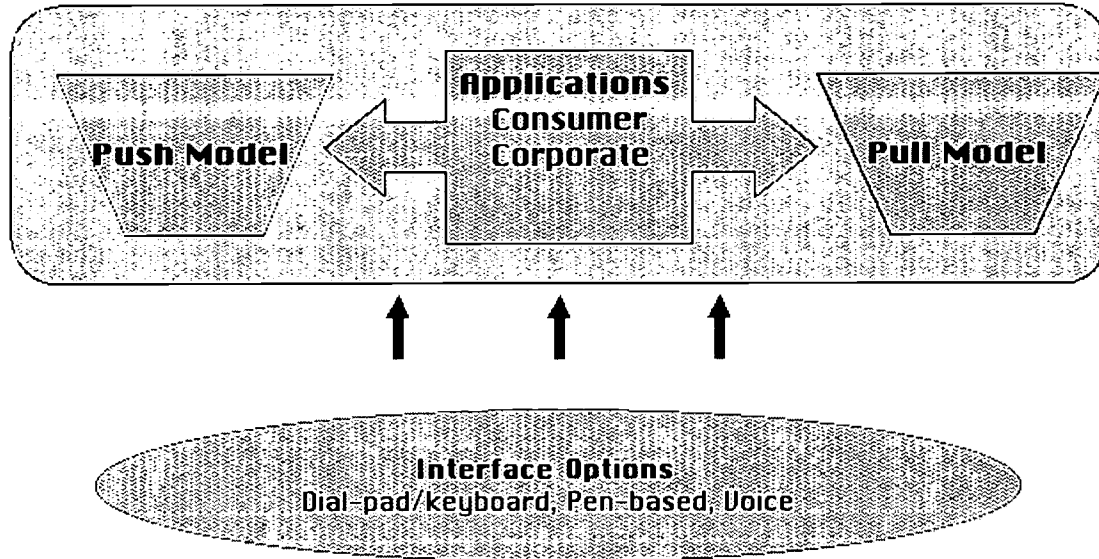 Push Model
Applications
Consumer
Corporate
Pull Model
Interface Options
Dial-pad/keyboard, Pen-based, Voice